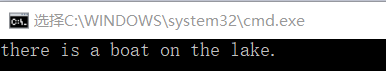 选择C:\WINDOWS\system32\cmd.exe
there is a boat on the lake.